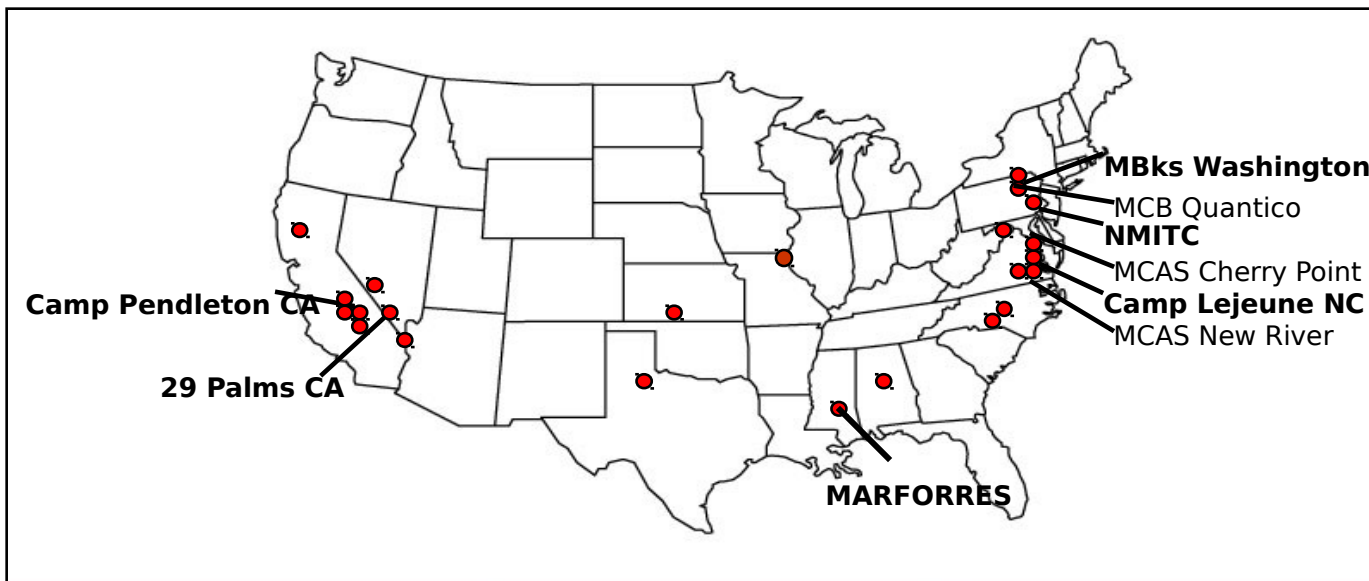 MBks Washington
MCB Quantico
NMITC
MCAS Cherry Point
Camp Lejeune NC
MCAS New River
Camp Pendleton CA
29 Palms CA
MARFORRES